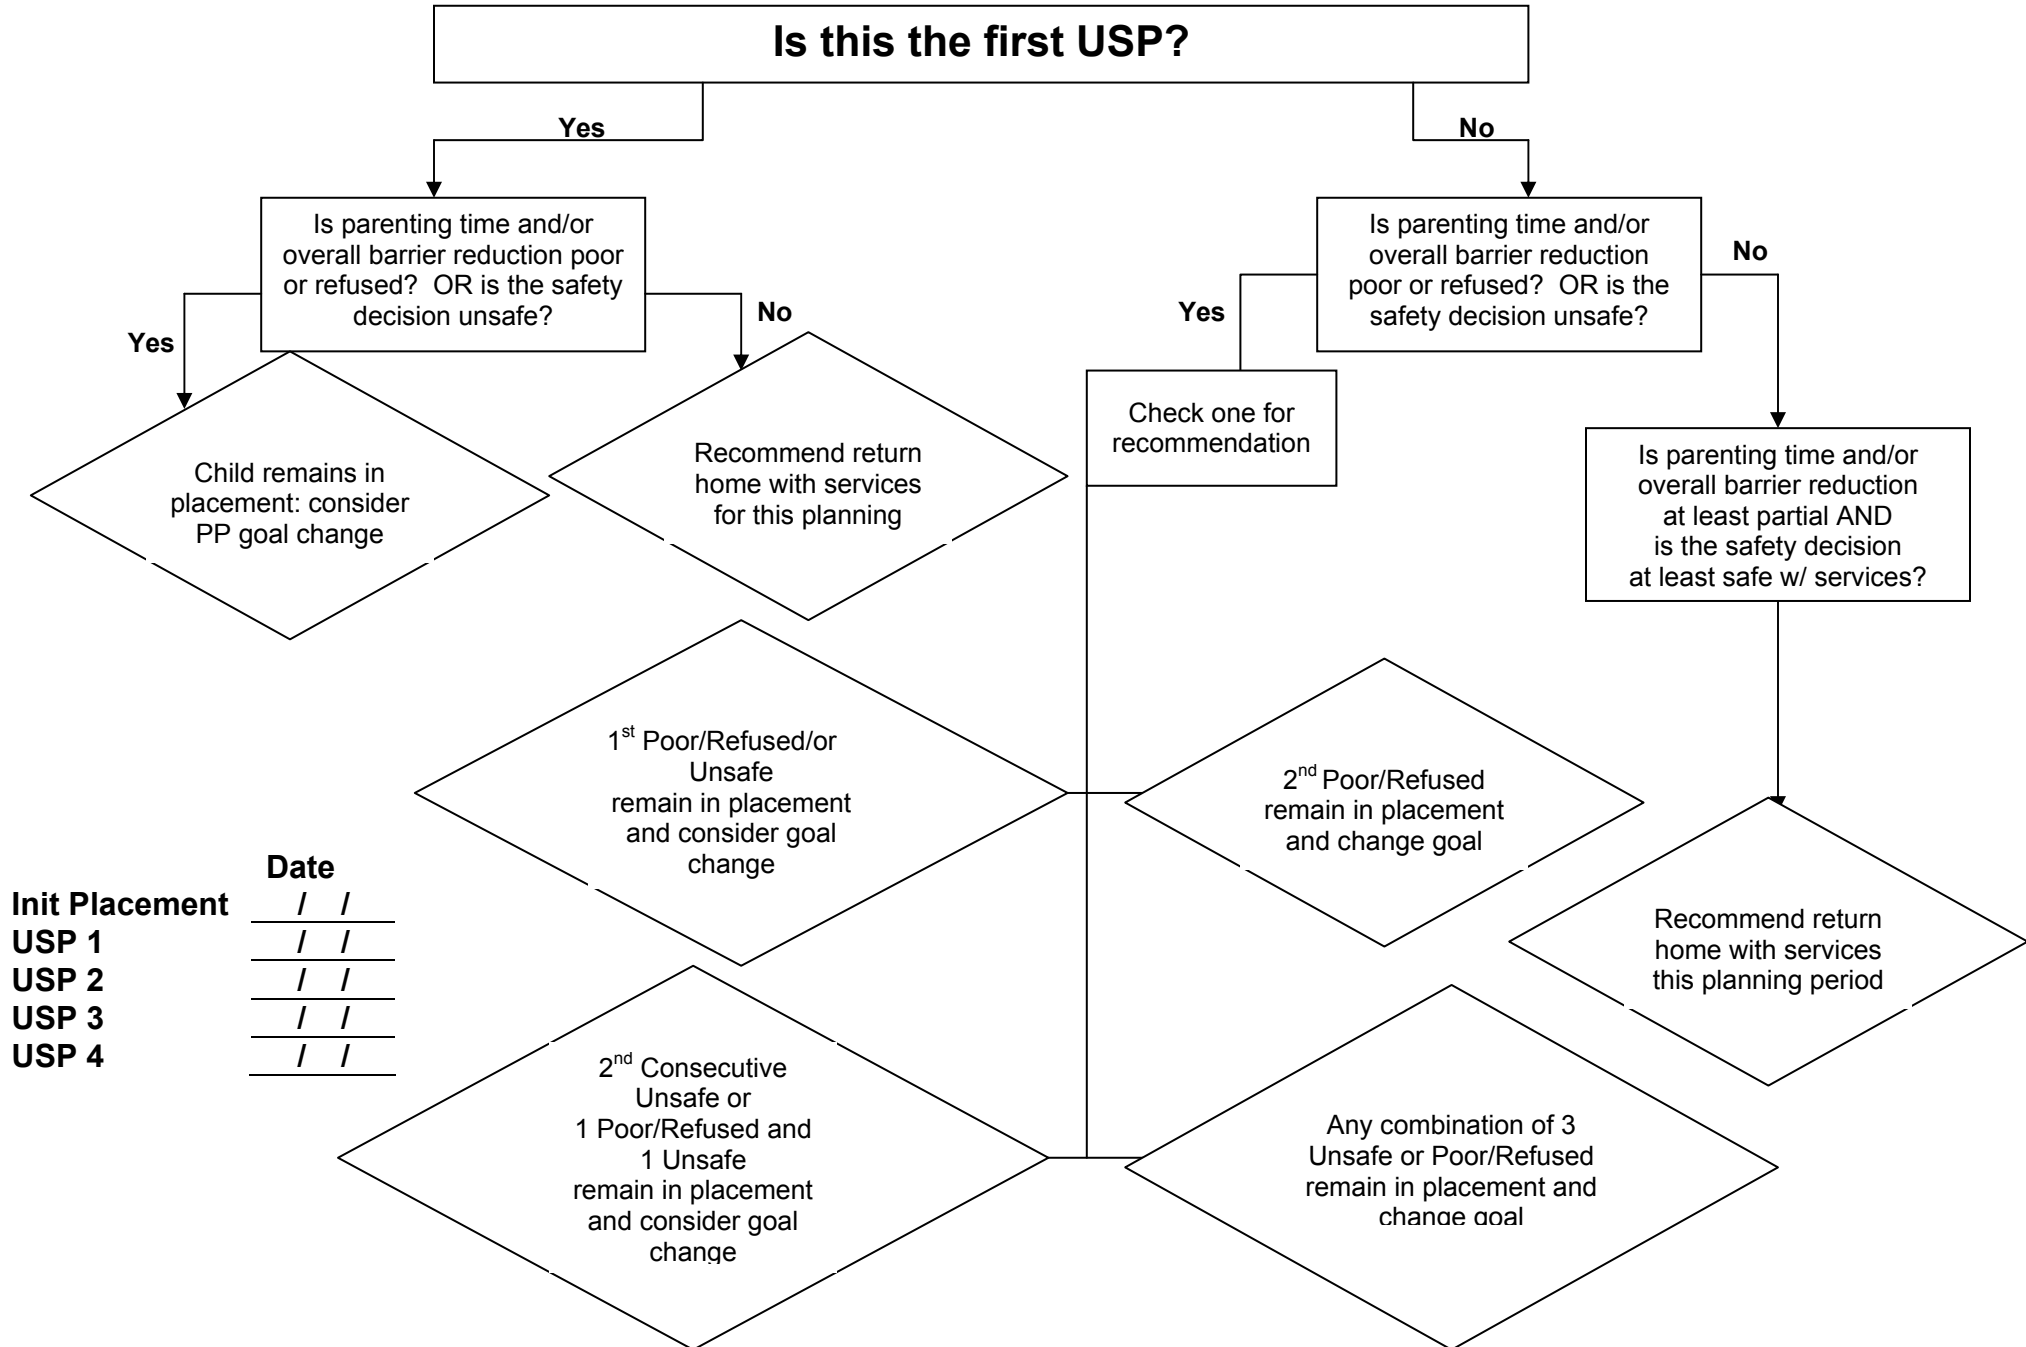 Is this the first USP?
Yes
No
Is parenting time and/or
overall barrier reduction poor
or refused?  OR is the safety
decision unsafe?
Is parenting time and/or
overall barrier reduction
poor or refused?  OR is the
safety decision unsafe?
Yes
No
Yes
No
Child remains in
placement: consider
PP goal change
Recommend return
home with services
for this planning
Check one for
recommendation
Is parenting time and/or
overall barrier reduction
at least partial AND
is the safety decision
at least safe w/ services?
1st Poor/Refused/or
Unsafe
remain in placement
and consider goal
change
2nd Poor/Refused
remain in placement
and change goal
Recommend return
home with services
this planning period
Date
Init Placement / /
USP 1 / /
USP 2 / /
USP 3 / /
USP 4 / /
2nd Consecutive
Unsafe or
1 Poor/Refused and
1 Unsafe
remain in placement
and consider goal
change
Any combination of 3
Unsafe or Poor/Refused
remain in placement and
change goal